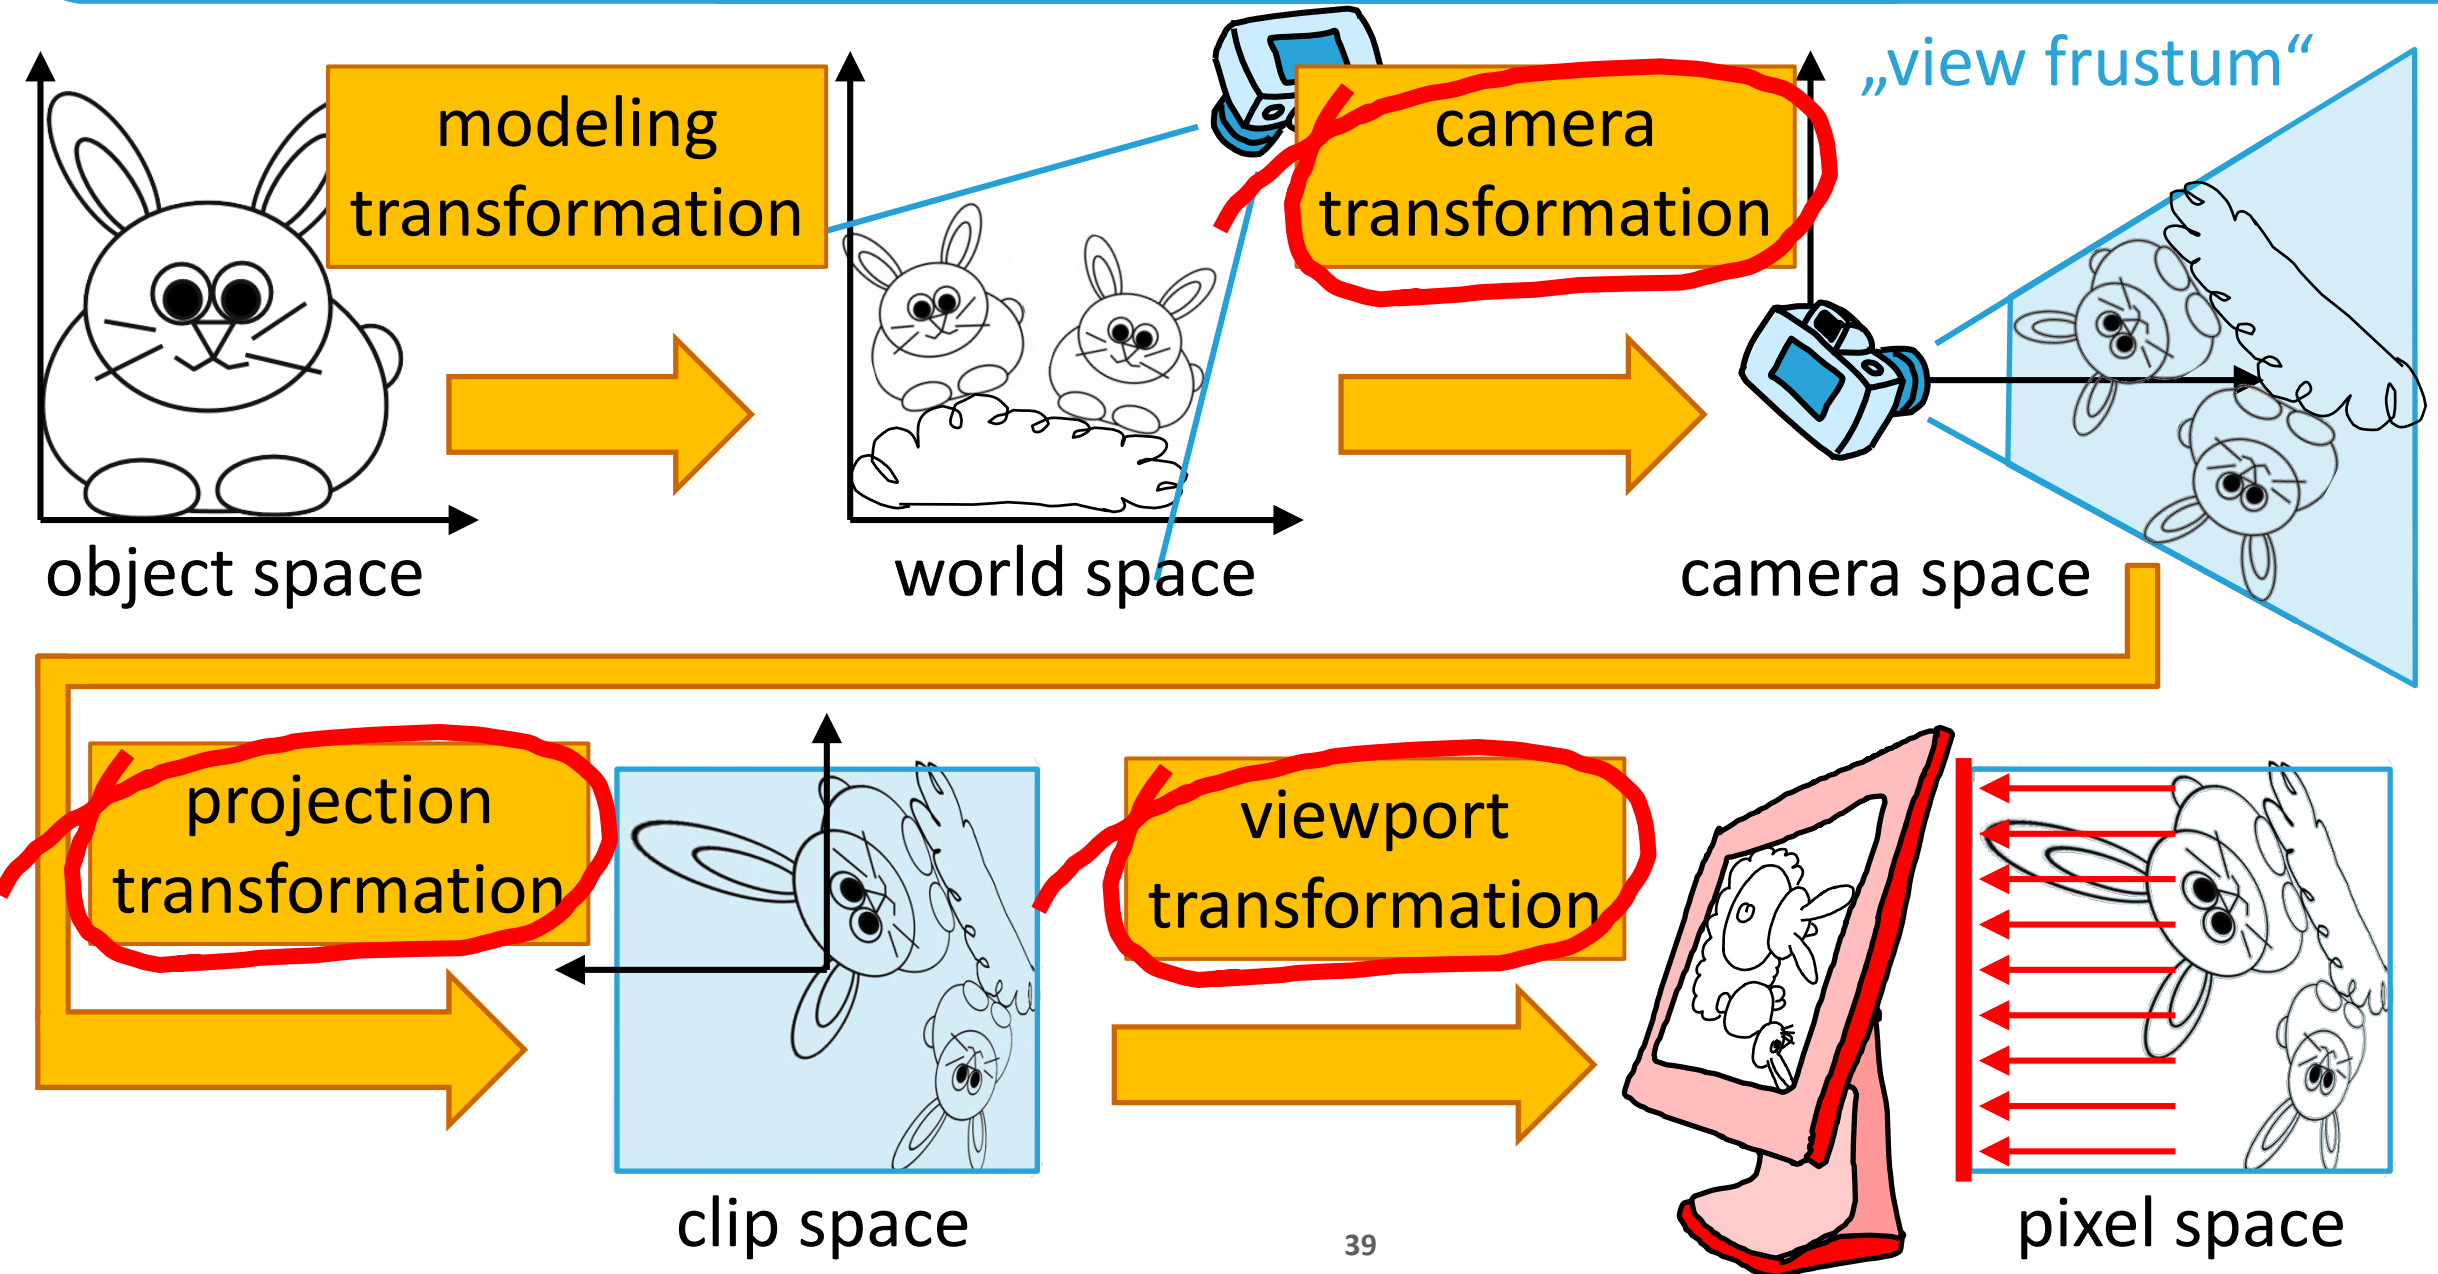 modeling
transformation
camera
transformation
„view frustum“
object space
world space
camera space
projection
transformation
viewport
transformation
clip space
39
pixel space